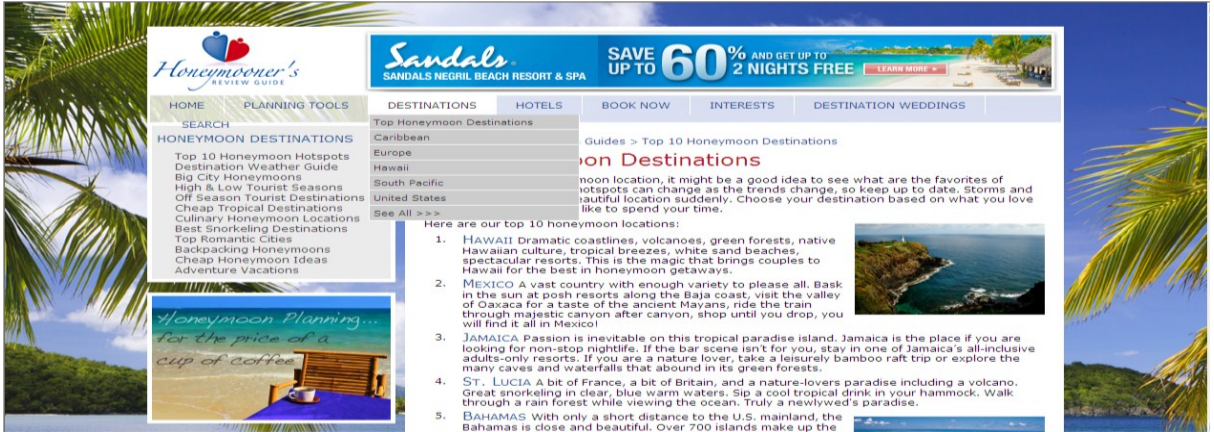 Honeymooner's
REVIEW GUIDE
Sandals
SANDALS NEGRIL BEACH RESORT & SPA
SAVE UP TO 60% AND GET UP TO 2 NIGHTS FREE
LEARN MORE
HOME PLANNING TOOLS DESTINATIONS HOTELS BOOK NOW INTERESTS DESTINATION WEDDINGS
SEARCH
HONEYMOON DESTINATIONS
Top 10 Honeymoon Hotspots
Destination Weather Guide
Big City Honeymoons
High & Low Tourist Seasons
Off Season Tourist Destinations
Cheap Tropical Destinations
Culinary Honeymoon Locations
Best Snorkeling Destinations
Top Romantic Cities
Backpacking Honeymoons
Cheap Honeymoon Ideas
Adventure Vacations
Honeymoon Planning...
for the price of a
cup of coffee
Top Honeymoon Destinations
Caribbean
Europe
Hawaii
South Pacific
United States
See All >>>
Guides > Top 10 Honeymoon Destinations
on Destinations
moon location, it might be a good idea to see what are the favorites of
hotspots can change as the trends change, so keep up to date. Storms and
eautiful location suddenly. Choose your destination based on what you love
like to spend your time.
Here are our top 10 honeymoon locations:
1. HAWAII Dramatic coastlines, volcanoes, green forests, native
Hawaiian culture, tropical breezes, white sand beaches,
spectacular resorts. This is the magic that brings couples to
Hawaii for the best in honeymoon getaways.
2. MEXICO A vast country with enough variety to please all. Bask
in the sun at posh resorts along the Baja coast, visit the valley
of Oaxaca for a taste of the ancient Mayans, ride the train
through majestic canyon after canyon, shop until you drop, you
will find it all in Mexico!
3. JAMAICA Passion is inevitable on this tropical paradise island. Jamaica is the place if you are
looking for non-stop nightlife. If the bar scene isn't for you, stay in one of Jamaica's all-inclusive
adults-only resorts. If you are a nature lover, take a leisurely bamboo raft trip or explore the
many caves and waterfalls that abound in its green forests.
4. ST. LUCIA A bit of France, a bit of Britain, and a nature-lovers paradise including a volcano.
Great snorkeling in clear, blue warm waters. Sip a cool tropical drink in your hammock. Walk
through a rain forest while viewing the ocean. Truly a newlywed's paradise.
5. BAHAMAS With only a short distance to the U.S. mainland, the
Bahamas is close and beautiful. Over 700 islands make up the